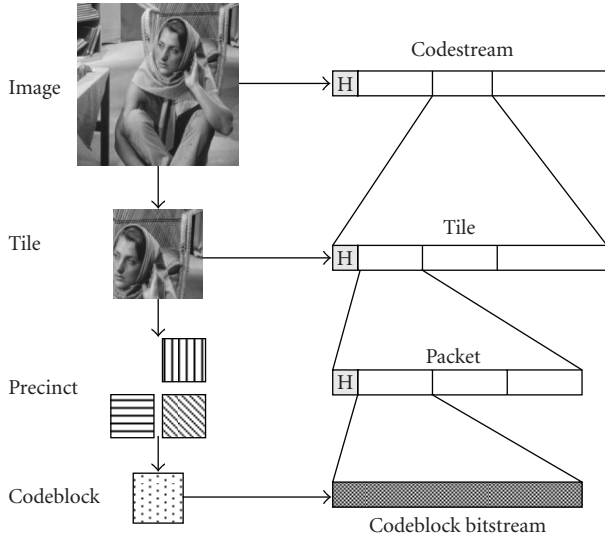 Codestream
Image
H
Tile
Tile
H
Packet
Precinct
H
Codeblock
Codeblock bitstream